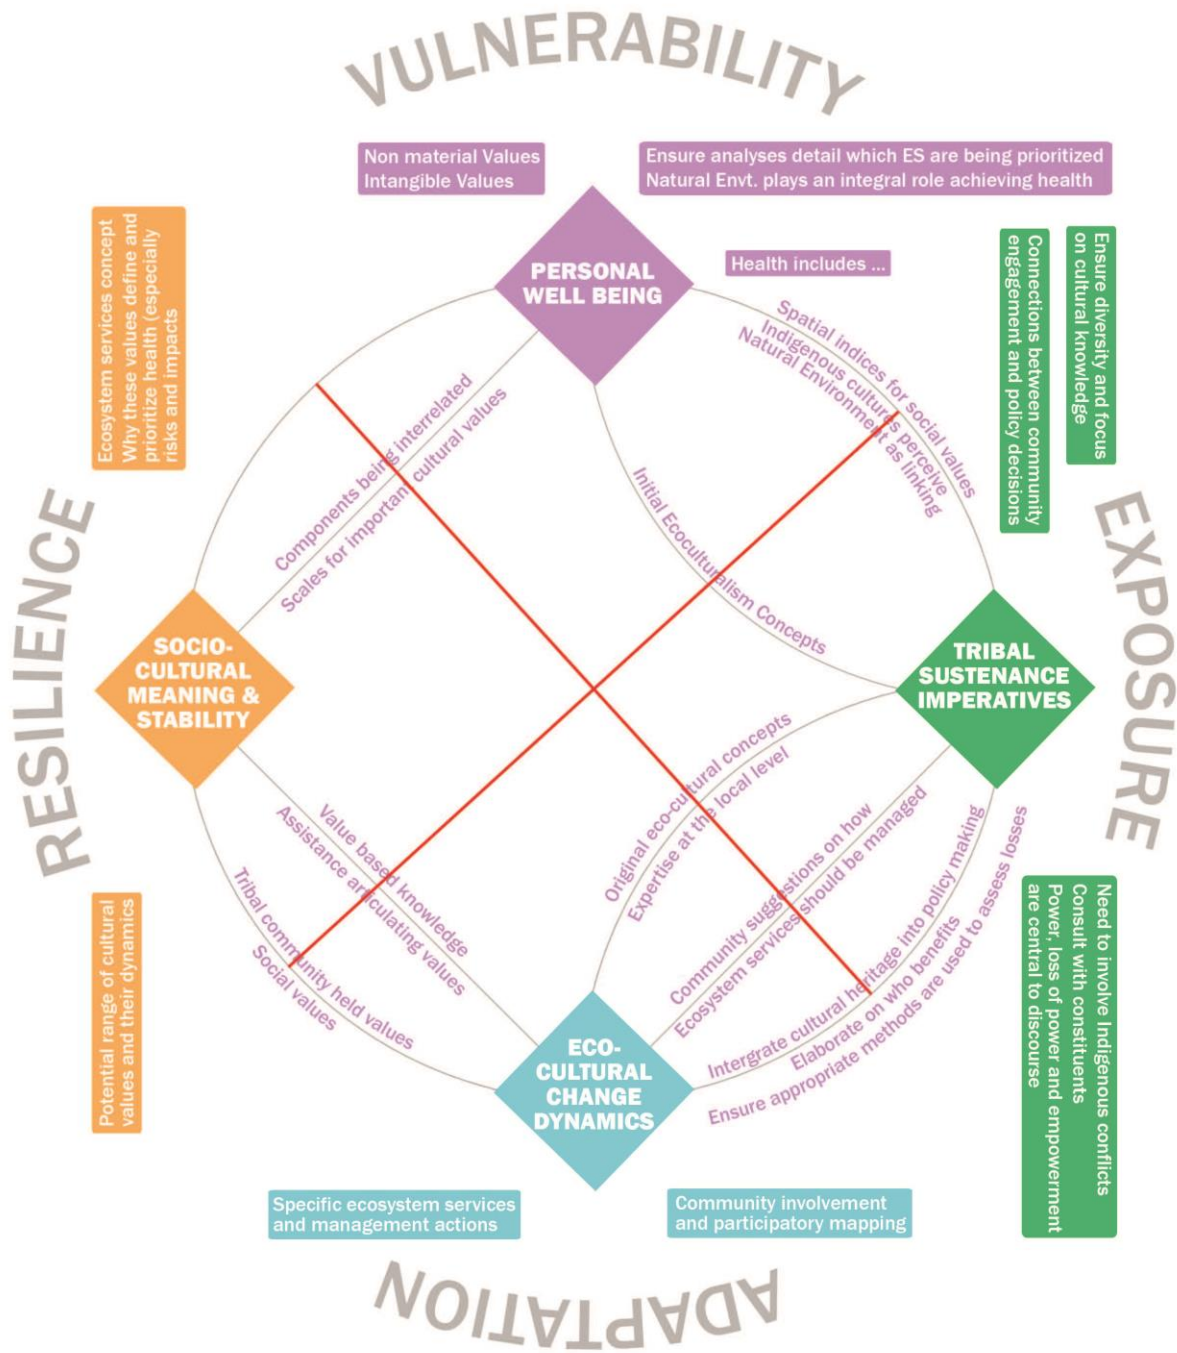 VULNERABILITY
Non material Values
Intangible Values
Ensure analyses detail which ES are being prioritized
Natural Envt. plays an integral role achieving health
Ecosystem services concept
Why these values define and
prioritize health (especially
risks and impacts
PERSONAL
WELL BEING
Health includes ...
Spatial indices for social values
Indigenous cultures perceive
Natural Environment as linking
Connections between community
engagement and policy decisions
Ensure diversity and focus
on cultural knowledge
Components being interrelated
Scales for important cultural values
Initial Ecoculturalism Concepts
RESILIENCE
EXPOSURE
SOCIO-
CULTURAL
MEANING &
STABILITY
TRIBAL
SUSTENANCE
IMPERATIVES
Original eco-cultural concepts
Expertise at the local level
Community suggestions on how
Ecosystem services should be managed
Value based knowledge
Assistance articulating values
Tribal community held values
Social values
Intergrate cultural heritage into policy making
Elaborate on who benefits
Ensure appropriate methods are used to assess losses
Potential range of cultural
values and their dynamics
Need to involve Indigenous conflicts
Consult with constituents
Power, loss of power and empowerment
are central to discourse
ECO-
CULTURAL
CHANGE
DYNAMICS
Specific ecosystem services
and management actions
Community involvement
and participatory mapping
ADAPTATION